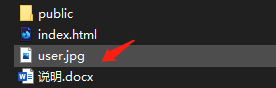 public
index.html
user.jpg
说明.docx